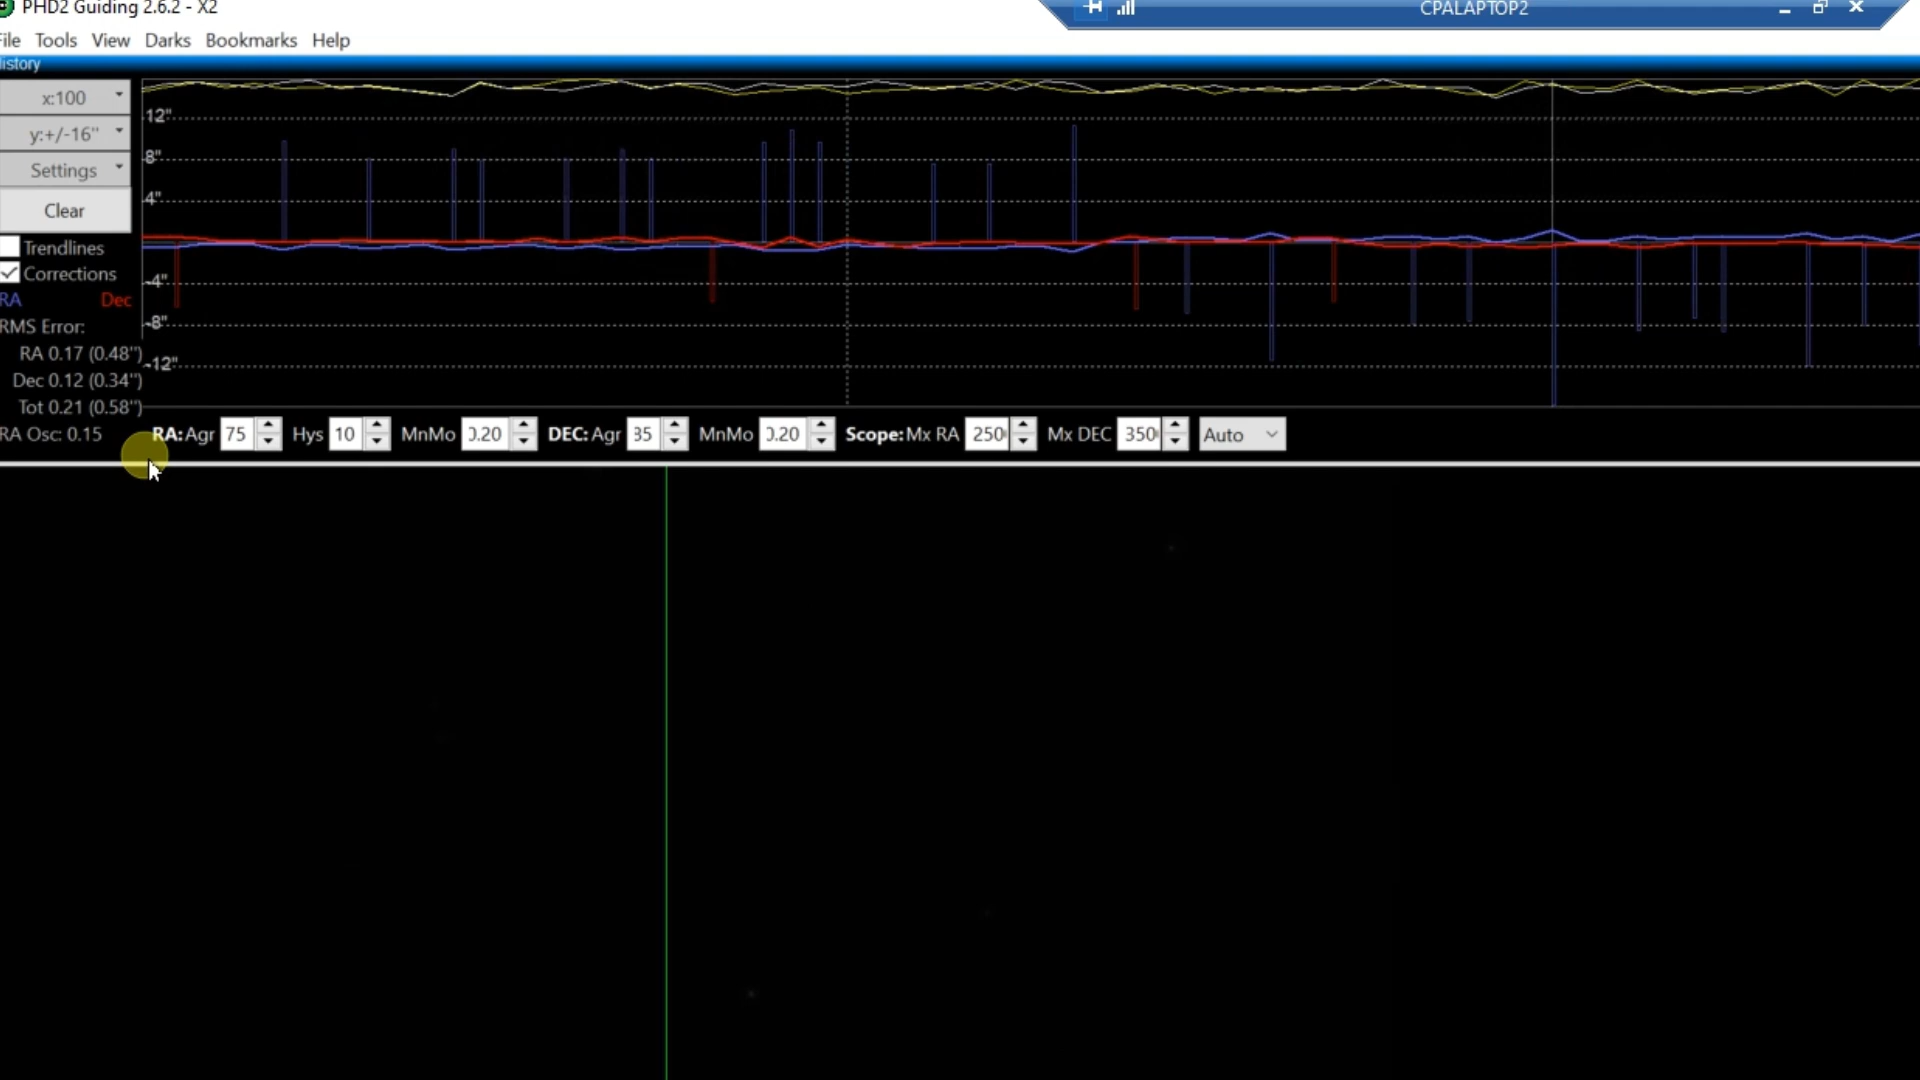 PHD2 Guiding 2.6.2 - X2
CPALAPTOP2
File Tools View Darks Bookmarks Help
History
x:100
y:+/-16"
Settings
Clear
Trendlines
Corrections
RA Dec
RMS Error:
RA 0.17 (0.48")
Dec 0.12 (0.34")
Tot 0.21 (0.58")
RA Osc: 0.15
12"
8"
4"
-4"
-8"
-12"
RA: Agr 75 Hys 10 MnMo 0.20 DEC: Agr 85 MnMo 0.20 Scope: Mx RA 250 Mx DEC 350 Auto